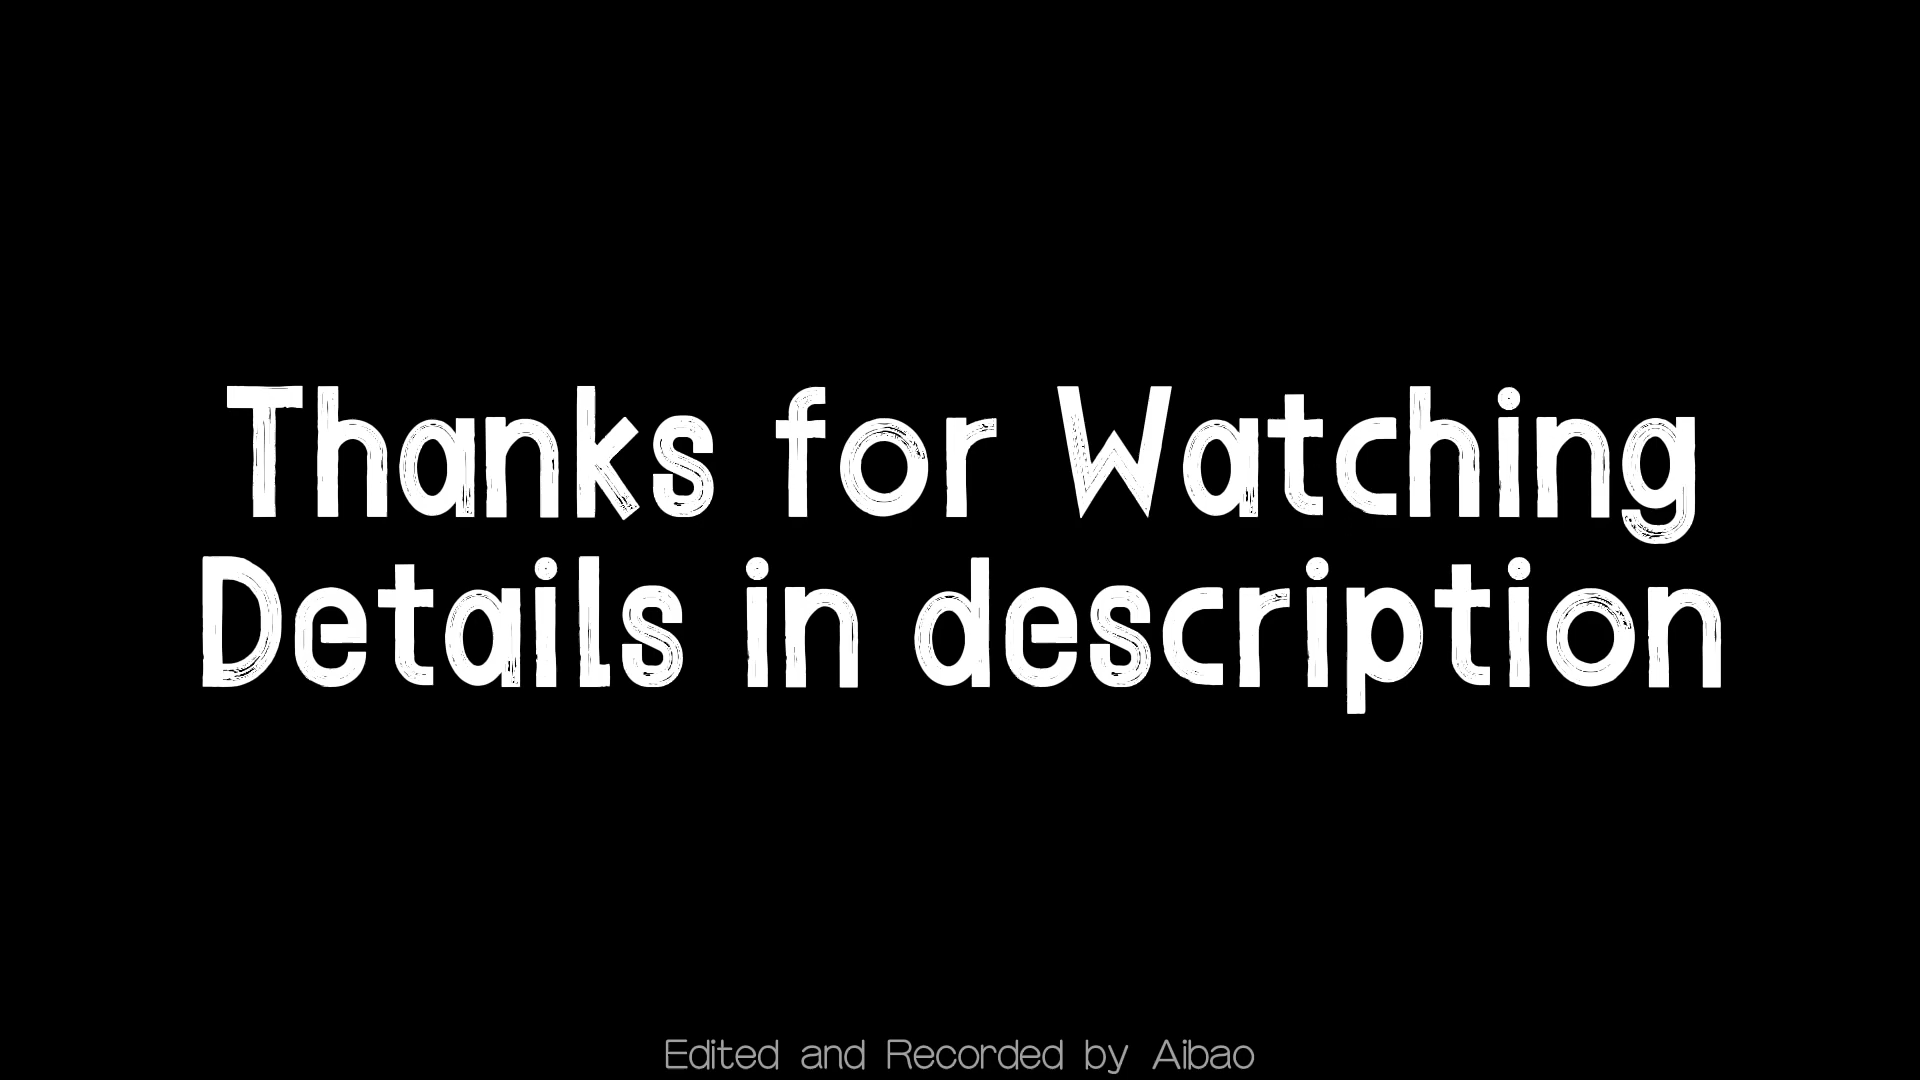 Thanks for Watching
Details in description
Edited and Recorded by Aibao